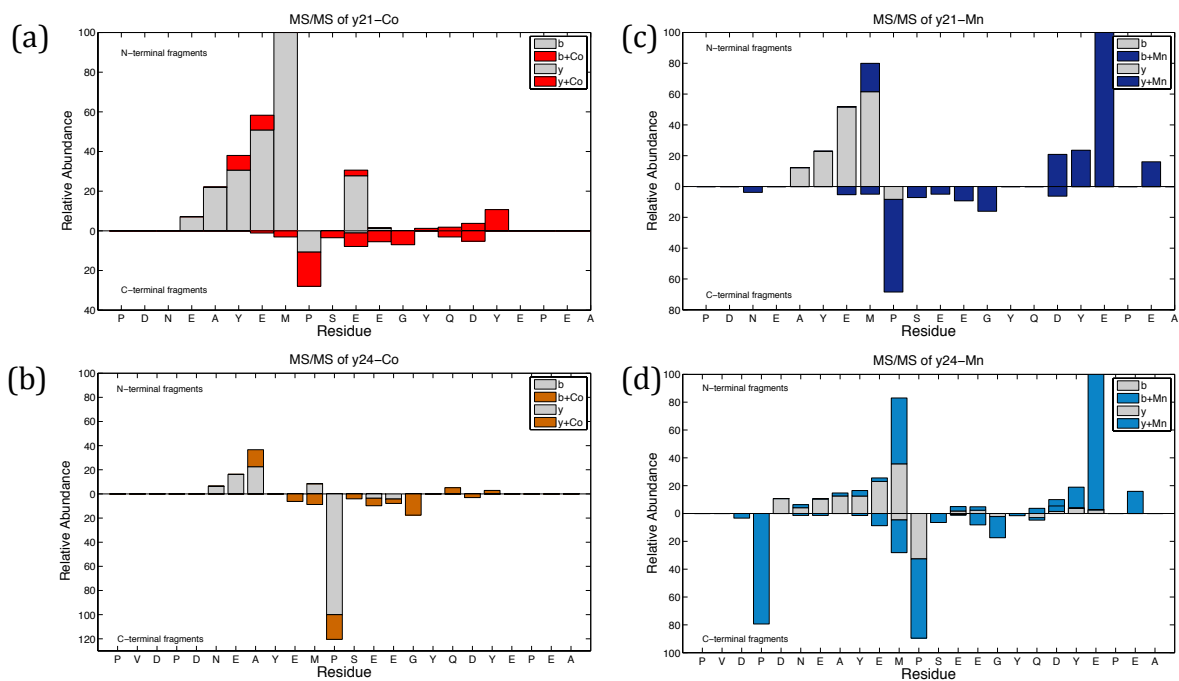 (a)
MS/MS of y21−Co
N−terminal fragments
b
b+Co
y
y+Co
100
80
60
40
20
0
20
40
Relative Abundance
C−terminal fragments
P D N E A Y E M P S E E G Y Q D Y E P E A
Residue
(b)
MS/MS of y24−Co
N−terminal fragments
b
b+Co
y
y+Co
100
80
60
40
20
0
20
40
60
80
100
120
Relative Abundance
C−terminal fragments
P V D P D N E A Y E M P S E E G Y Q D Y E P E A
Residue
(c)
MS/MS of y21−Mn
N−terminal fragments
b
b+Mn
y
y+Mn
100
80
60
40
20
0
20
40
60
80
Relative Abundance
C−terminal fragments
P D N E A Y E M P S E E G Y Q D Y E P E A
Residue
(d)
MS/MS of y24−Mn
N−terminal fragments
b
b+Mn
y
y+Mn
100
80
60
40
20
0
20
40
60
80
100
Relative Abundance
C−terminal fragments
P V D P D N E A Y E M P S E E G Y Q D Y E P E A
Residue